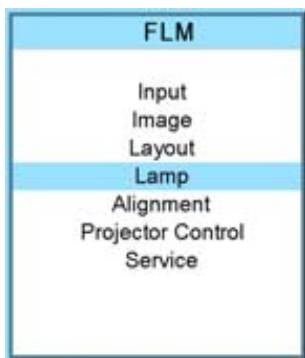 FLM
Input
Image
Layout
Lamp
Alignment
Projector Control
Service